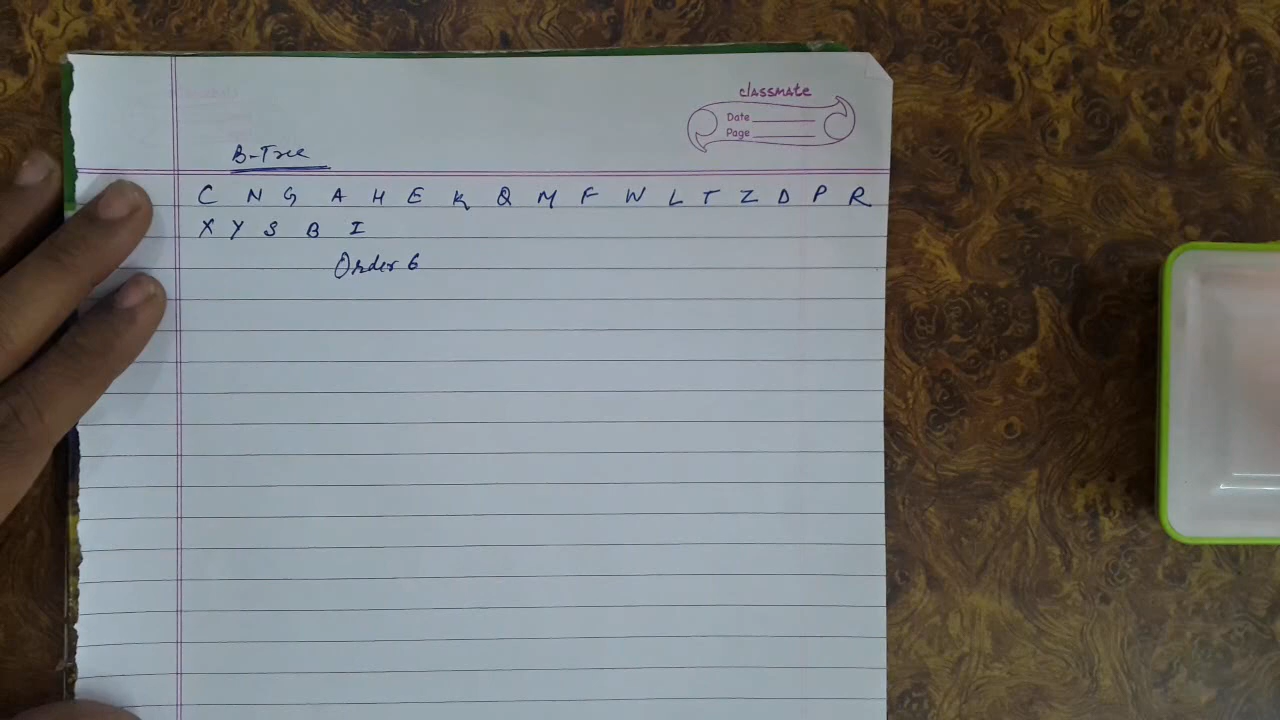 classmate
Date
Page
B-Tree
C N G A H E K Q M F W L T Z D P R
X Y S B I
Order 6